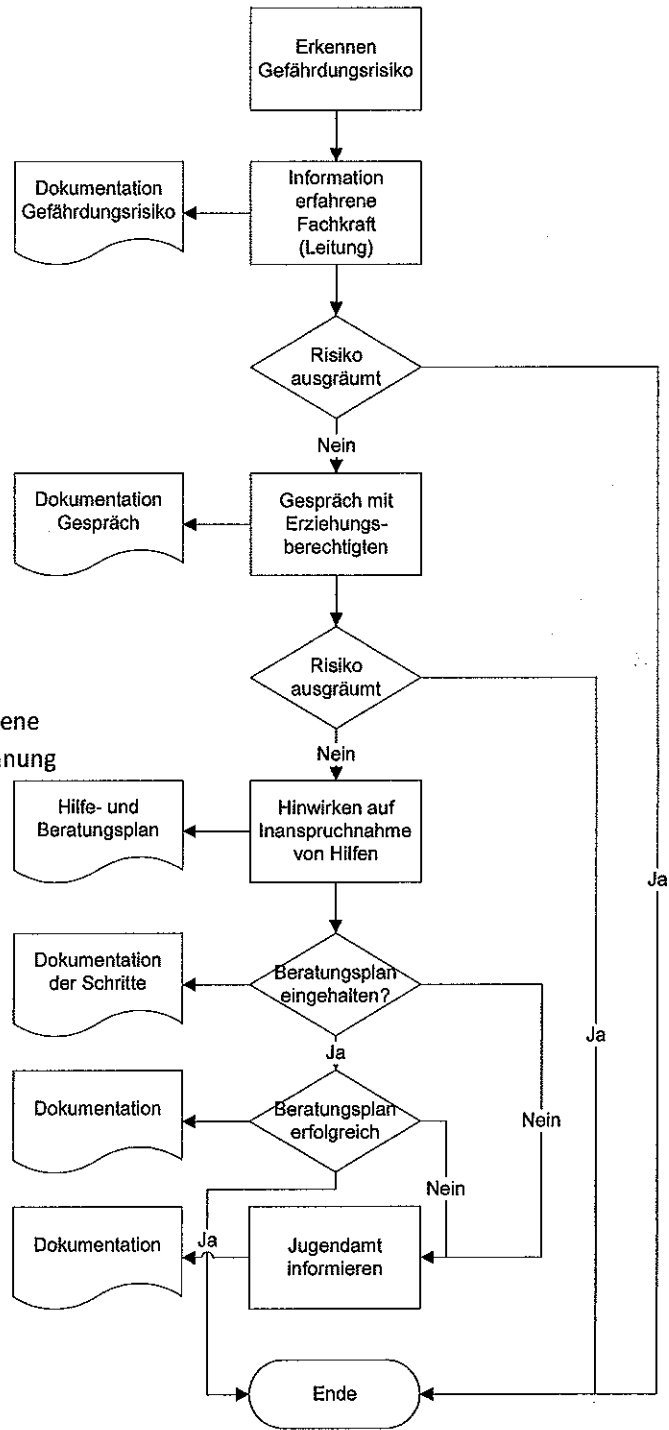 Erkennen
Gefährdungsrisiko
Dokumentation
Gefährdungsrisiko
Information
erfahrene
Fachkraft
(Leitung)
Risiko
ausgräumt
Nein
Dokumentation
Gespräch
Gespräch mit
Erziehungs-
berechtigten
Risiko
ausgräumt
ene
Nein
nung
Hilfe- und
Beratungsplan
Hinwirken auf
Inanspruchnahme
von Hilfen
Ja
Dokumentation
der Schritte
Beratungsplan
eingehalten?
Ja
Ja
Dokumentation
Beratungsplan
erfolgreich
Nein
Nein
Ja
Dokumentation
Jugendamt
informieren
Ende